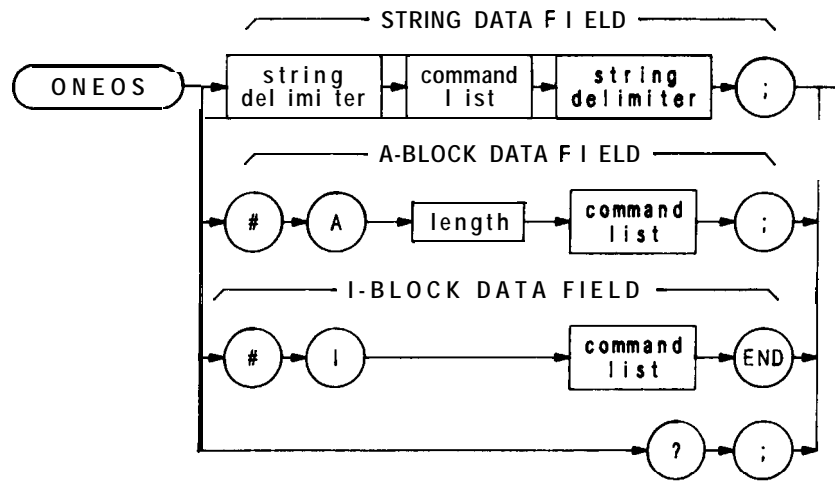 STRING DATA FIELD
ONEOS
string delimiter
command list
string delimiter
;
A-BLOCK DATA FIELD
#
A
length
command list
;
I-BLOCK DATA FIELD
#
I
command list
END
?
;